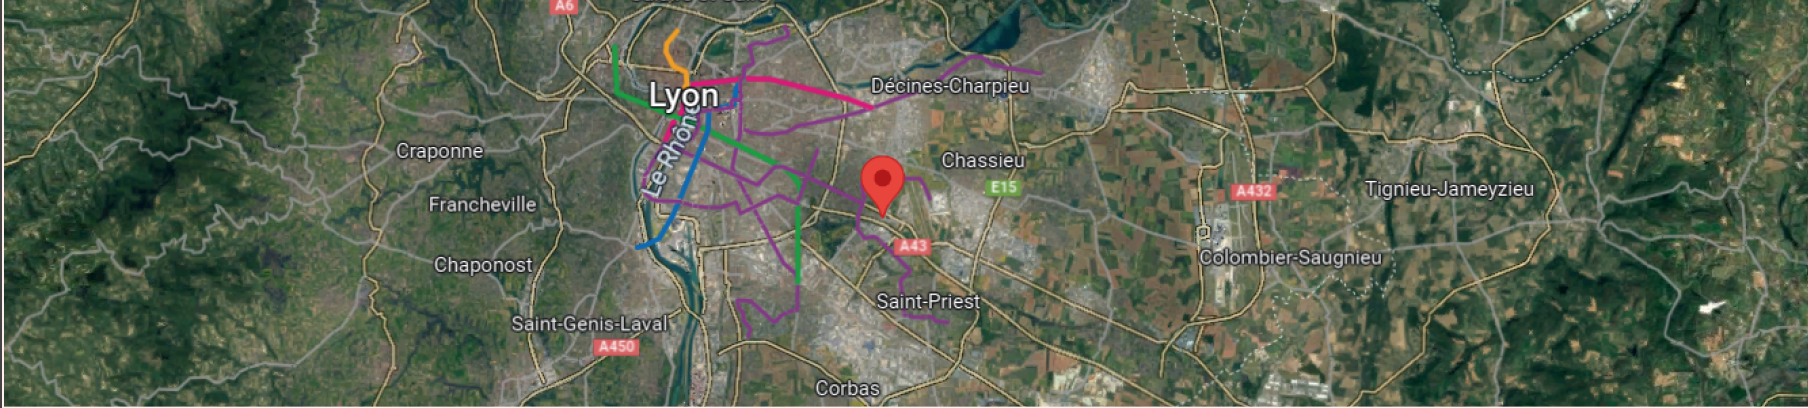 A6
Lyon
Décines-Charpieu
Le Rhône
Craponne
Chassieu
E15
A432
Tignieu-Jameyzieu
Francheville
A43
Chaponost
Colombier-Saugnieu
Saint-Priest
Saint-Genis-Laval
A450
Corbas